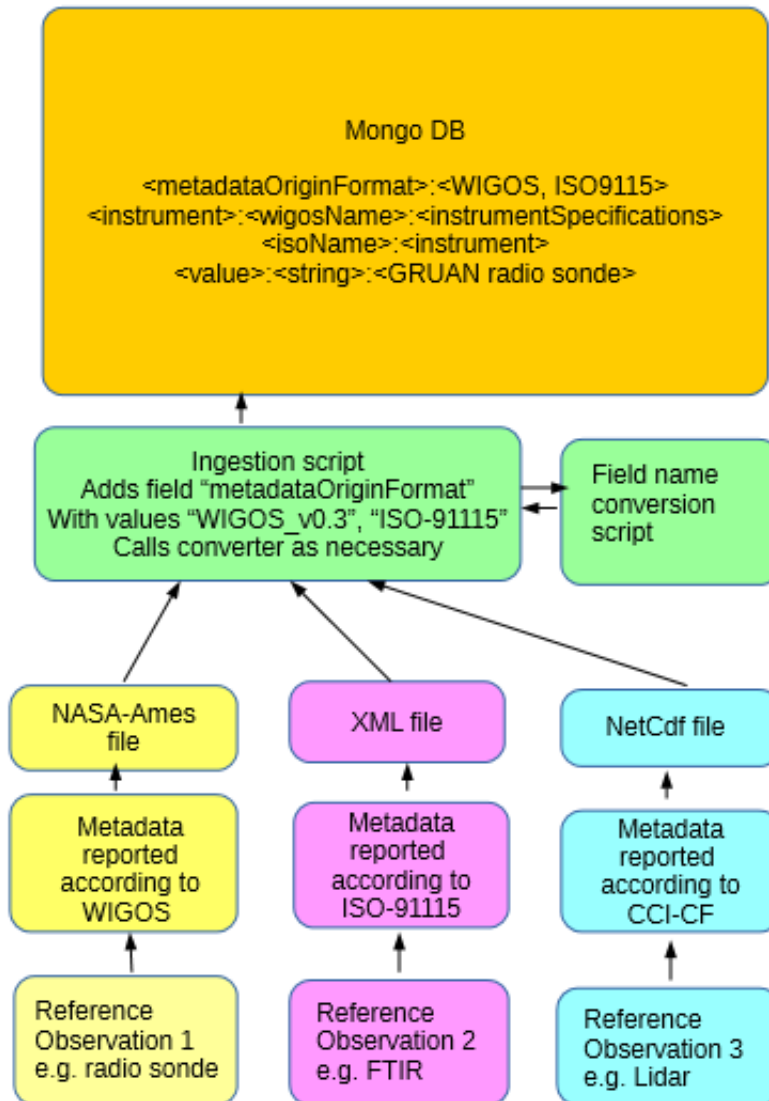 Mongo DB
<metadataOriginFormat>:<WIGOS, ISO9115>
<instrument>:<wigosName>:<instrumentSpecifications>
<isoName>:<instrument>
<value>:<string>:<GRUAN radio sonde>
Ingestion script
Adds field “metadataOriginFormat”
With values “WIGOS_v0.3”, “ISO-91115”
Calls converter as necessary
Field name
conversion
script
NASA-Ames
file
XML file
NetCdf file
Metadata
reported
according to
WIGOS
Metadata
reported
according to
ISO-91115
Metadata
reported
according to
CCI-CF
Reference
Observation 1
e.g. radio sonde
Reference
Observation 2
e.g. FTIR
Reference
Observation 3
e.g. Lidar